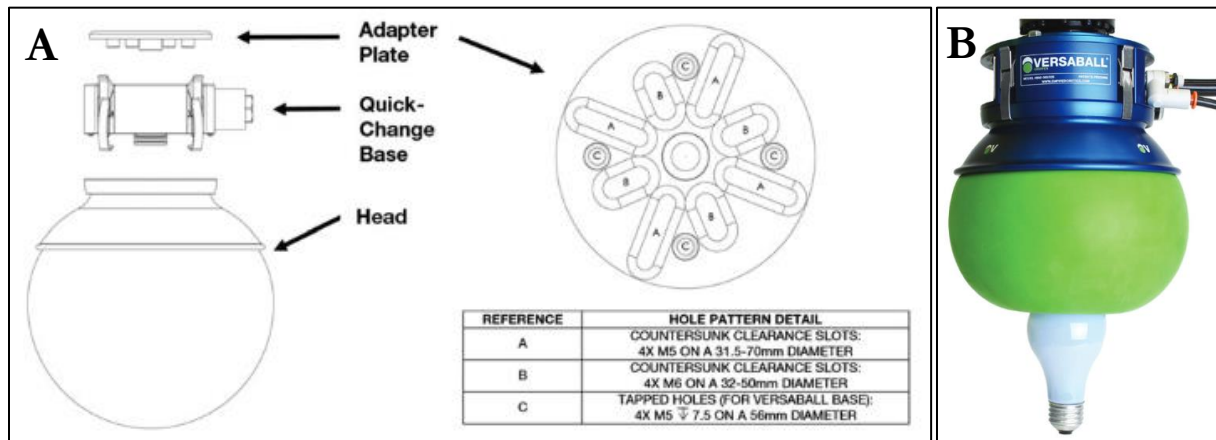 A
Adapter
Plate
Quick-
Change
Base
Head
A
B
C
A
B
A
B
C
C
B
A
A
B
C
REFERENCE HOLE PATTERN DETAIL
A COUNTERSUNK CLEARANCE SLOTS:
4X M5 ON A 31.5-70mm DIAMETER
B COUNTERSUNK CLEARANCE SLOTS:
4X M6 ON A 32-50mm DIAMETER
C TAPPED HOLES (FOR VERSABALL BASE):
4X M5 ↧ 7.5 ON A 56mm DIAMETER
B
VERSABALL